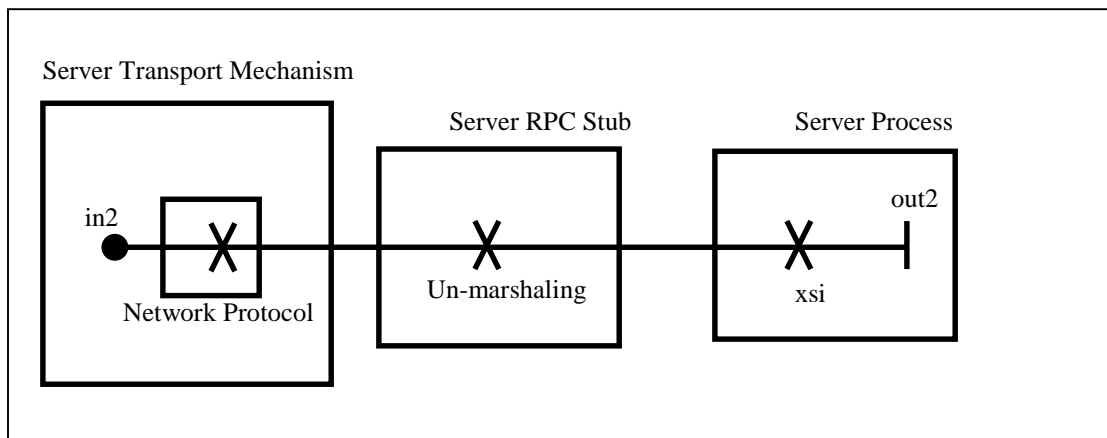 Server Transport Mechanism
Server RPC Stub
Server Process
in2
out2
Network Protocol
Un-marshaling
xsi